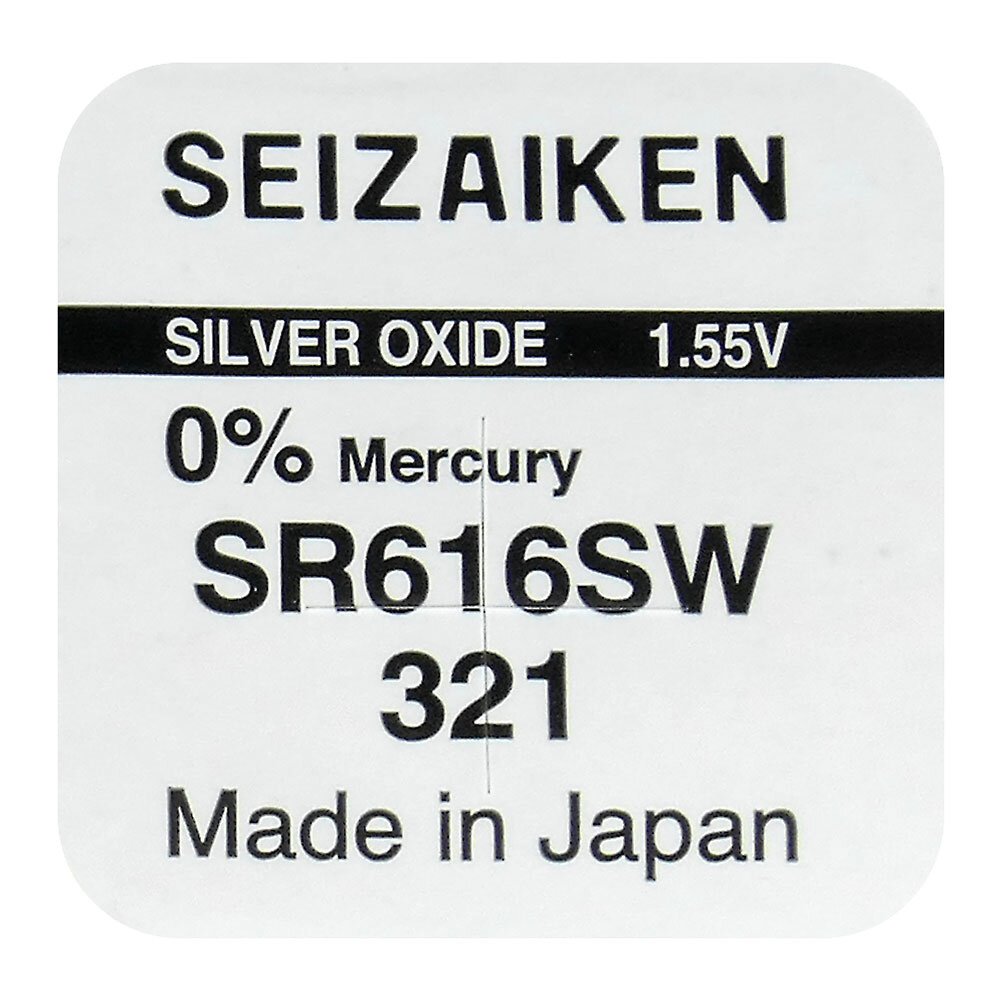 SEIZAIKEN
SILVER OXIDE 1.55V
0% Mercury
SR616SW
321
Made in Japan